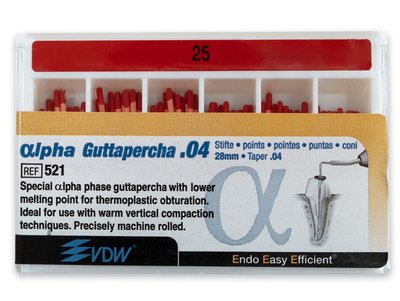 25
αlpha Guttapercha .04
Stifte • points • pointes • puntas • coni
28mm • Taper .04
REF 521
Special αlpha phase guttapercha with lower
melting point for thermoplastic obturation.
Ideal for use with warm vertical compaction
techniques. Precisely machine rolled.
α
VDW®
Endo Easy Efficient®